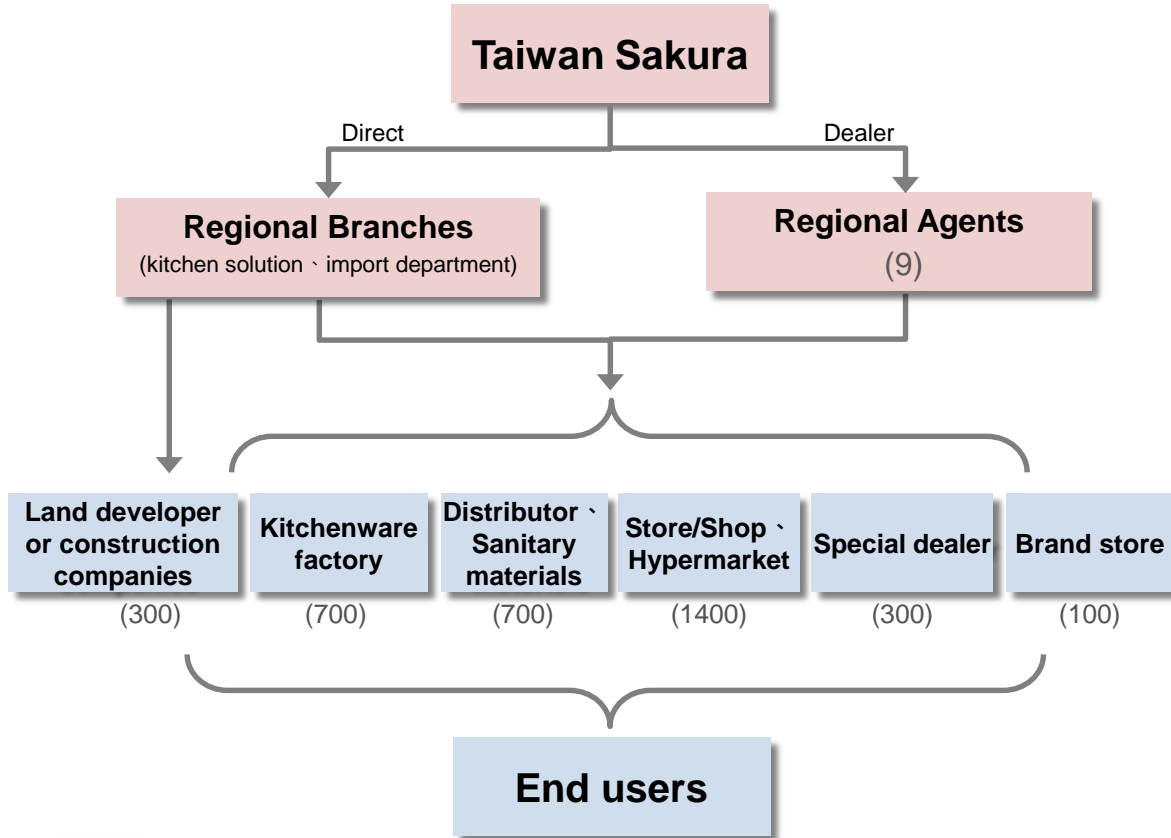 Taiwan Sakura
Direct
Dealer
Regional Branches
(kitchen solution、import department)
Regional Agents
(9)
Land developer
or construction
companies
(300)
Kitchenware
factory
(700)
Distributor、
Sanitary
materials
(700)
Store/Shop、
Hypermarket
(1400)
Special dealer
(300)
Brand store
(100)
End users